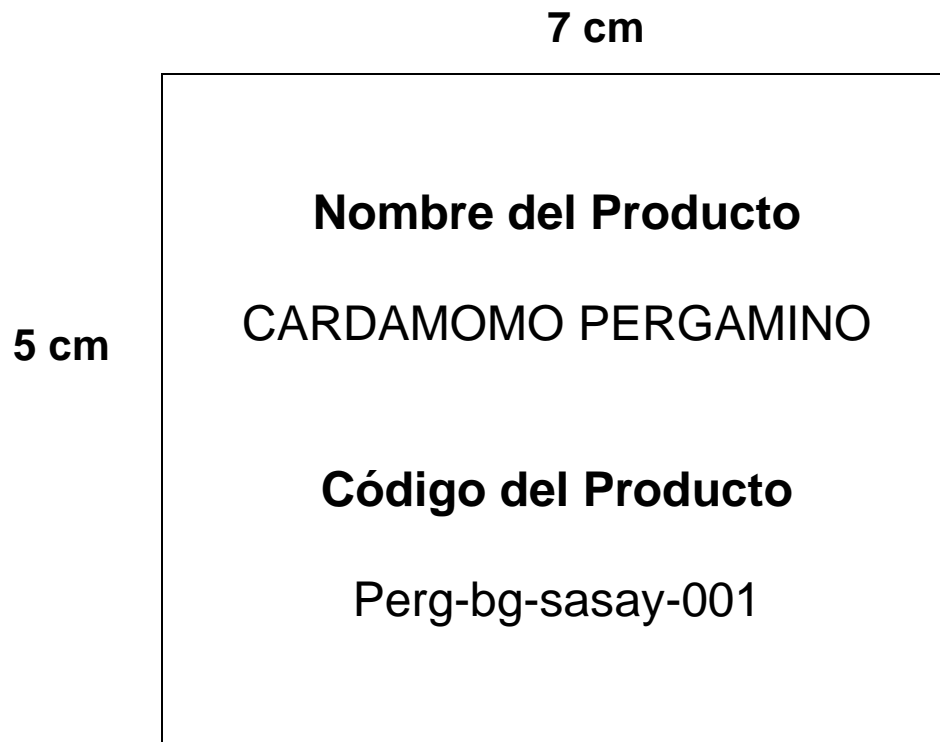 7 cm
Nombre del Producto
CARDAMOMO PERGAMINO
5 cm
Código del Producto
Perg-bg-sasay-001